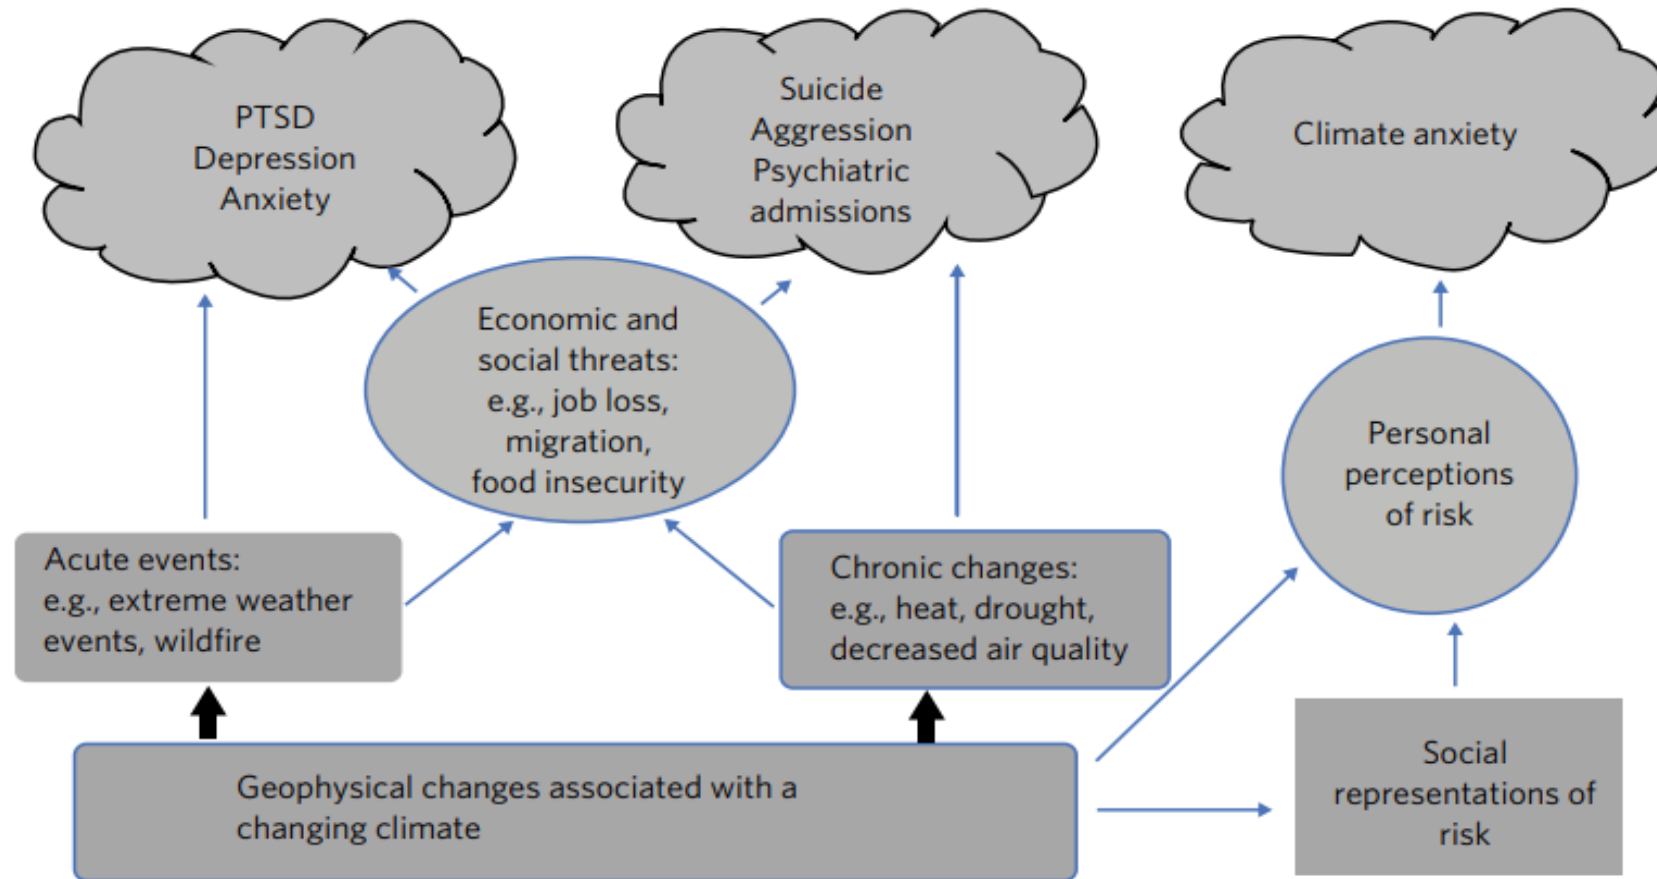 PTSD
Depression
Anxiety
Suicide
Aggression
Psychiatric
admissions
Climate anxiety
Economic and
social threats:
e.g., job loss,
migration,
food insecurity
Personal
perceptions
of risk
Acute events:
e.g., extreme weather
events, wildfire
Chronic changes:
e.g., heat, drought,
decreased air quality
Geophysical changes associated with a
changing climate
Social
representations of
risk